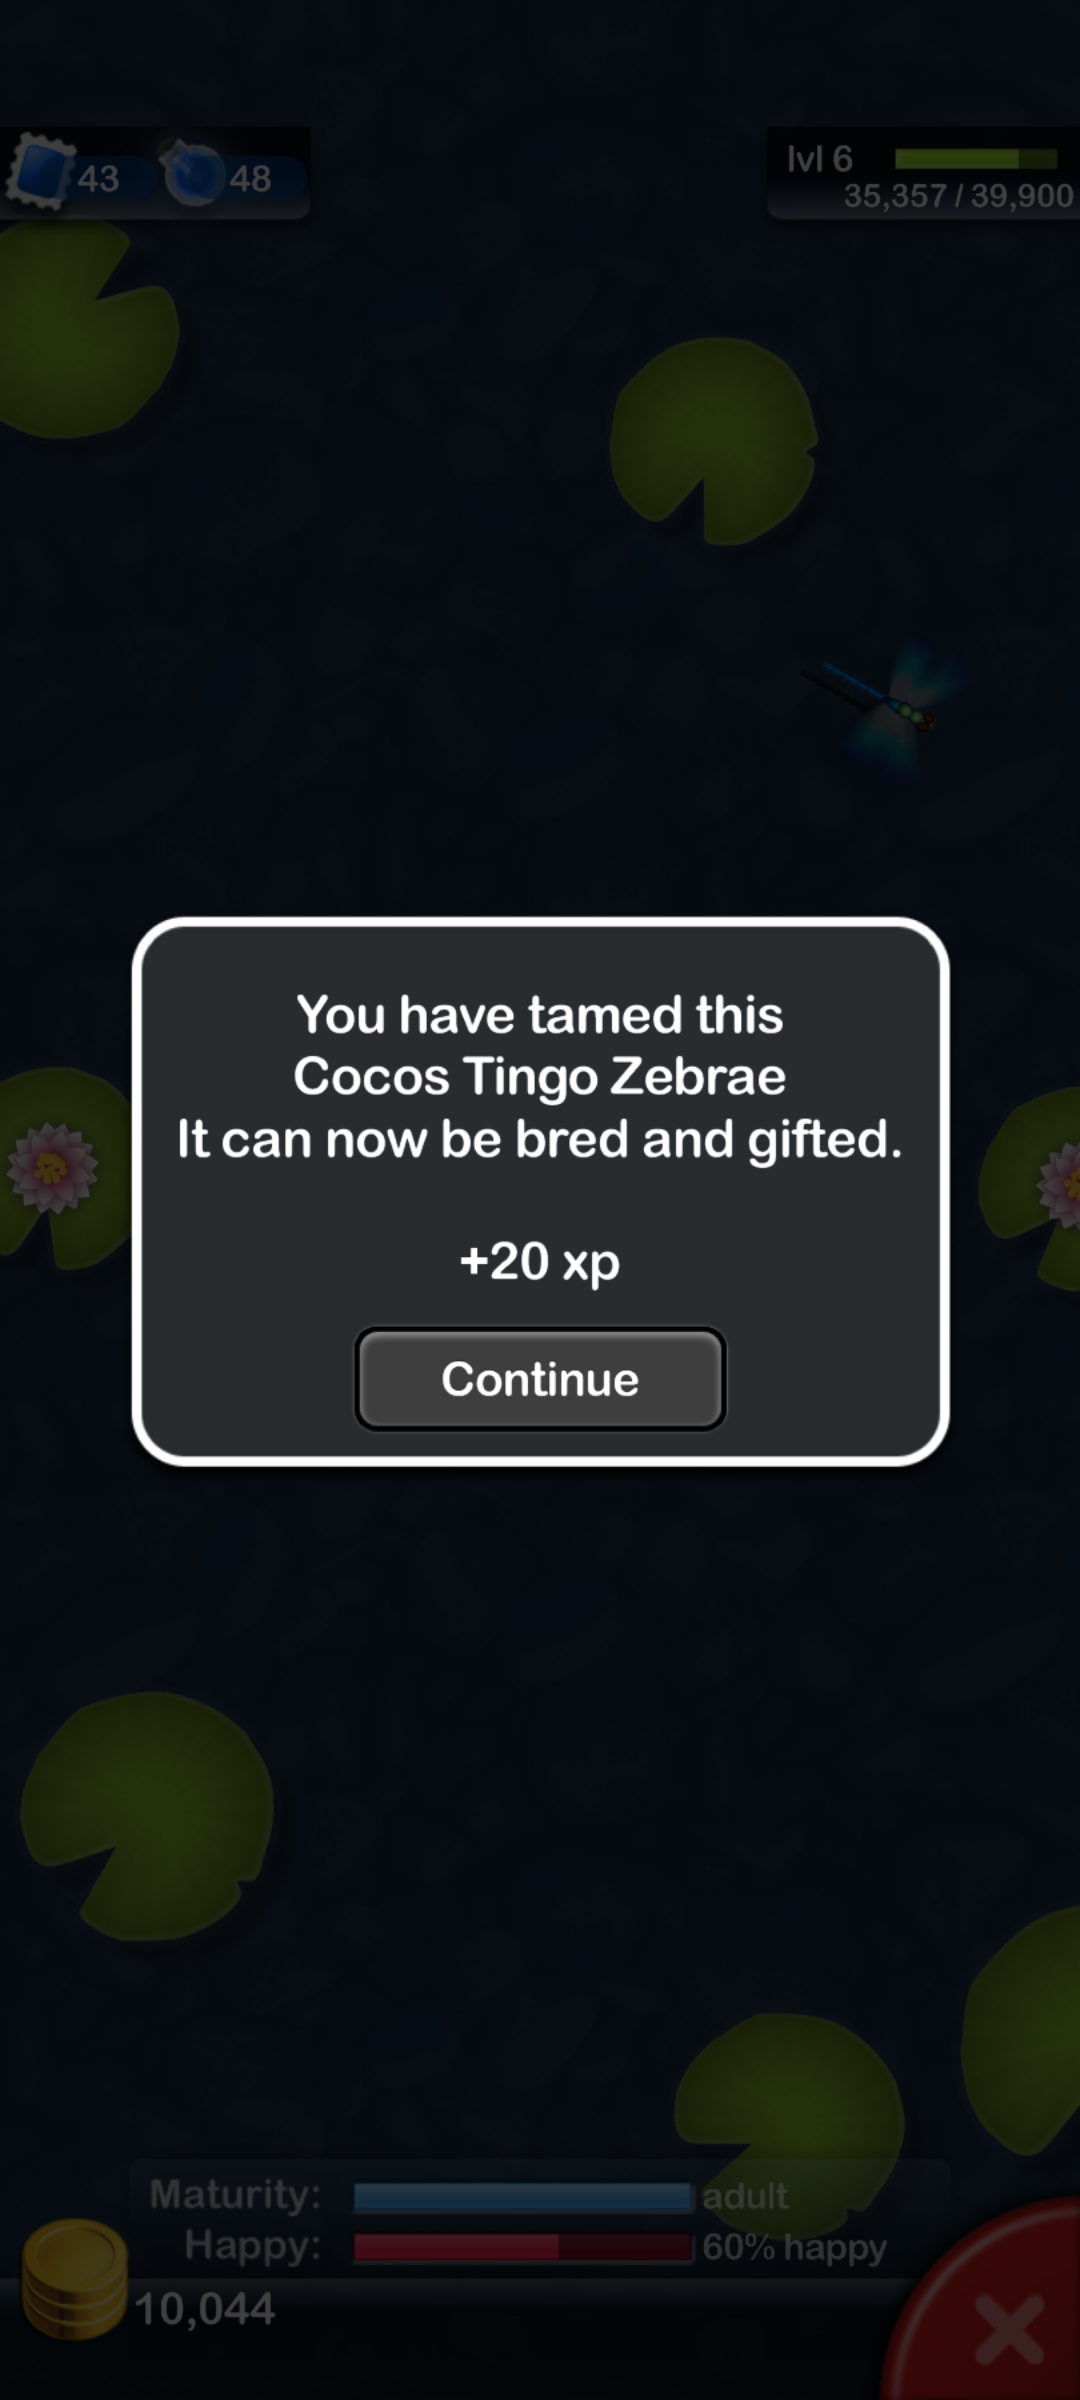 43
48
lvl 6
35,357 / 39,900
You have tamed this
Cocos Tingo Zebrae
It can now be bred and gifted.
+20 xp
Continue
Maturity: adult
Happy: 60% happy
10,044